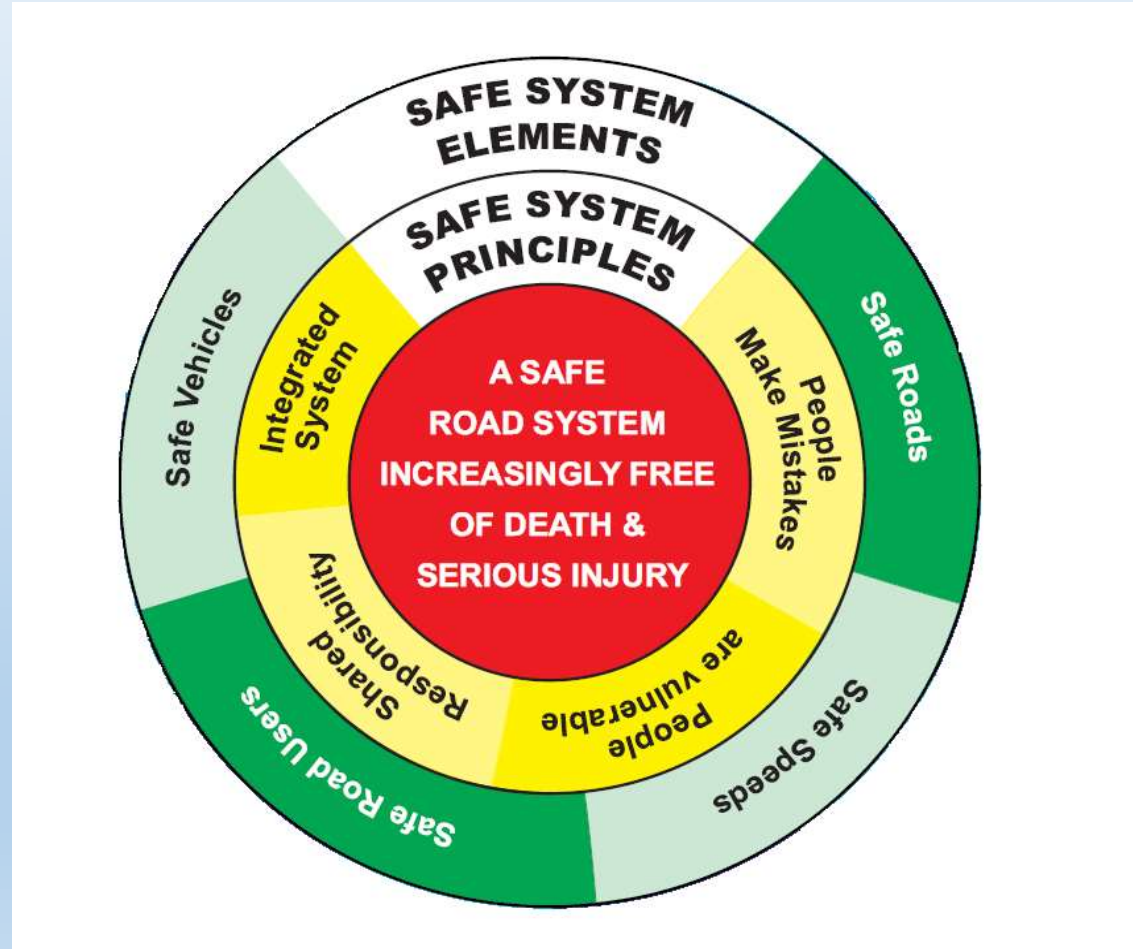 SAFE SYSTEM
ELEMENTS
SAFE SYSTEM
PRINCIPLES
A SAFE
ROAD SYSTEM
INCREASINGLY FREE
OF DEATH &
SERIOUS INJURY
Safe Roads
Safe Speeds
Safe Road Users
Safe Vehicles
People
Make Mistakes
People
are vulnerable
Shared
Responsibility
Integrated
System